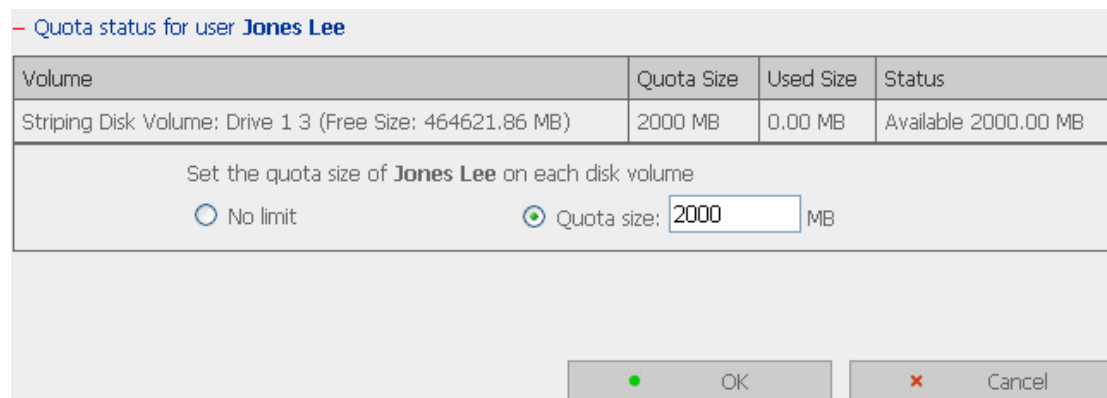 – Quota status for user Jones Lee
Volume Quota Size Used Size Status
Striping Disk Volume: Drive 1 3 (Free Size: 464621.86 MB) 2000 MB 0.00 MB Available 2000.00 MB
Set the quota size of Jones Lee on each disk volume
No limit Quota size: 2000 MB
OK Cancel